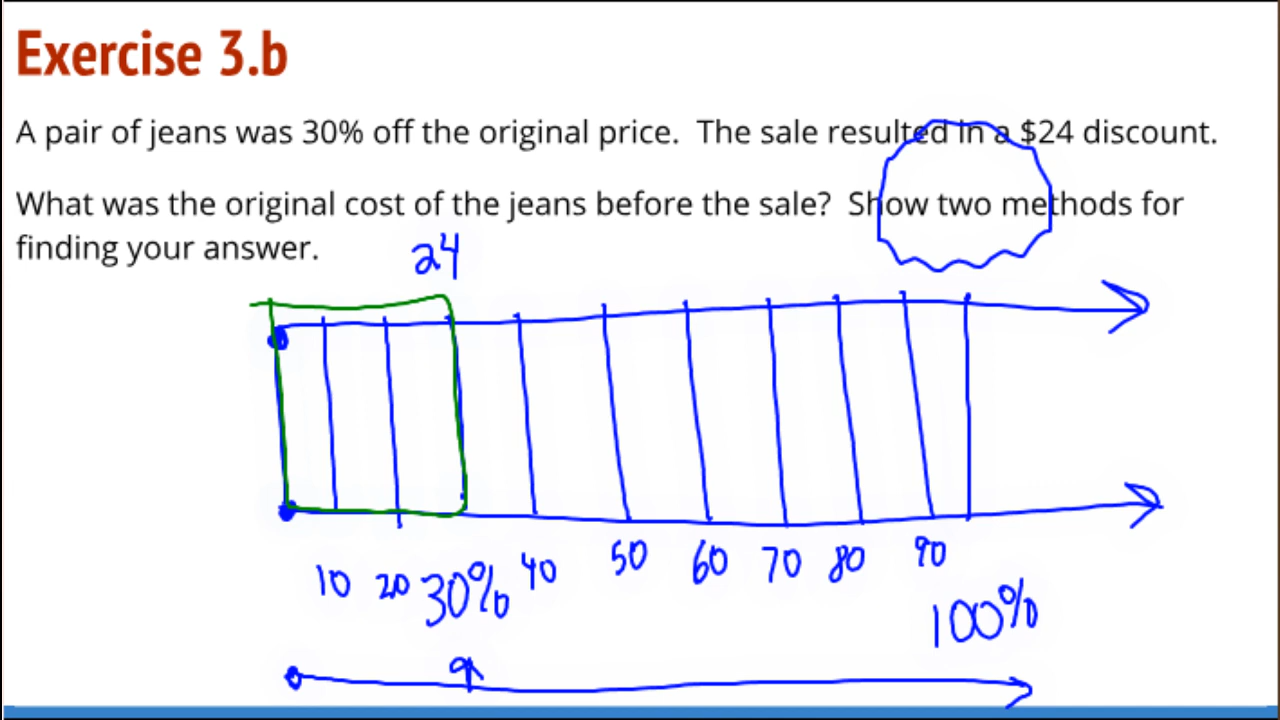 Exercise 3.b
A pair of jeans was 30% off the original price. The sale resulted in a $24 discount.
What was the original cost of the jeans before the sale? Show two methods for
finding your answer.
24
10 20 30% 40 50 60 70 80 90
100%